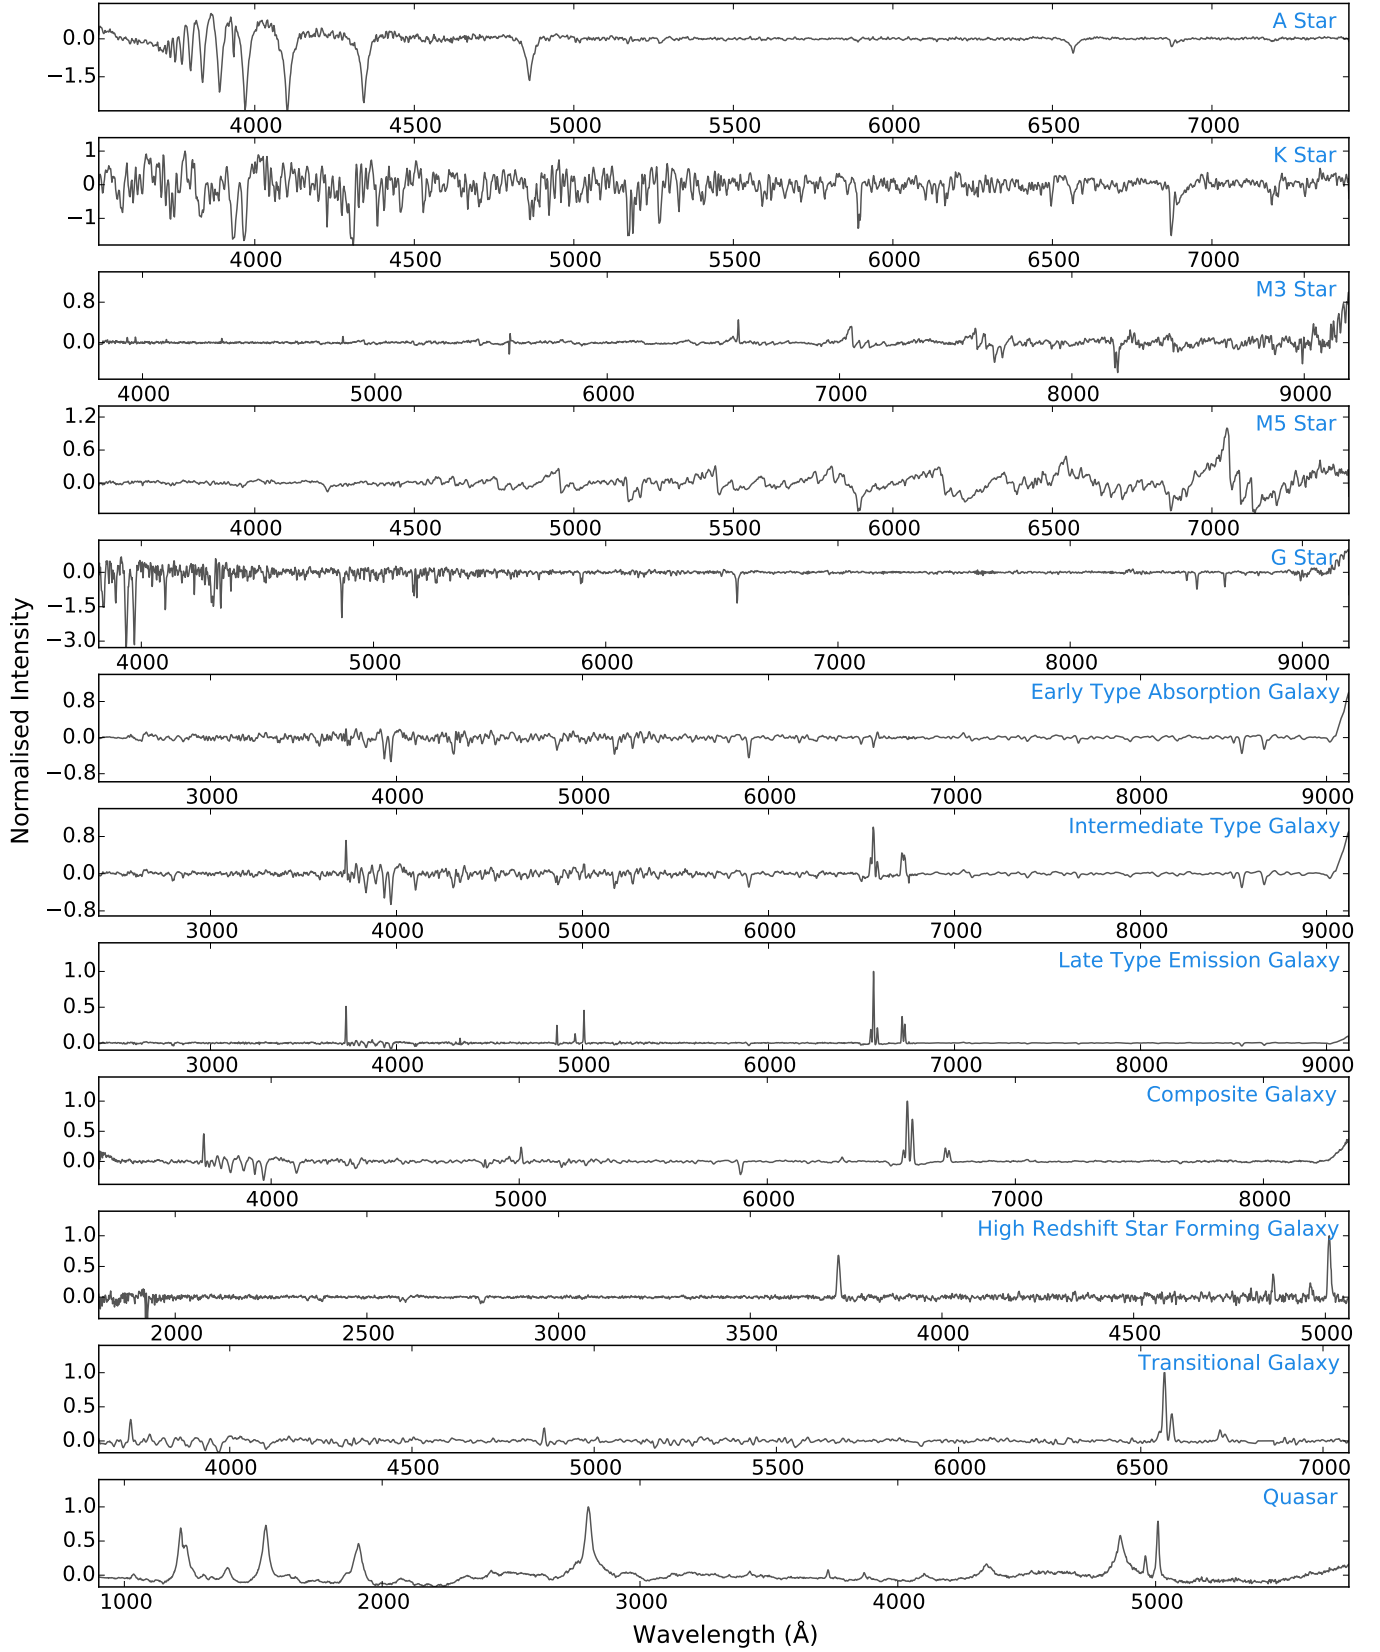 A Star
0.0
−1.5
4000 4500 5000 5500 6000 6500 7000
K Star
1
0
−1
4000 4500 5000 5500 6000 6500 7000
M3 Star
0.8
0.0
4000 5000 6000 7000 8000 9000
M5 Star
1.2
0.6
0.0
4000 4500 5000 5500 6000 6500 7000
G Star
0.0
−1.5
−3.0
4000 5000 6000 7000 8000 9000
Normalised Intensity
Early Type Absorption Galaxy
0.8
0.0
−0.8
3000 4000 5000 6000 7000 8000 9000
Intermediate Type Galaxy
0.8
0.0
−0.8
3000 4000 5000 6000 7000 8000 9000
Late Type Emission Galaxy
1.0
0.5
0.0
3000 4000 5000 6000 7000 8000 9000
Composite Galaxy
1.0
0.5
0.0
4000 5000 6000 7000 8000
High Redshift Star Forming Galaxy
1.0
0.5
0.0
2000 2500 3000 3500 4000 4500 5000
Transitional Galaxy
1.0
0.5
0.0
4000 4500 5000 5500 6000 6500 7000
Quasar
1.0
0.5
0.0
1000 2000 3000 4000 5000
Wavelength (Å)